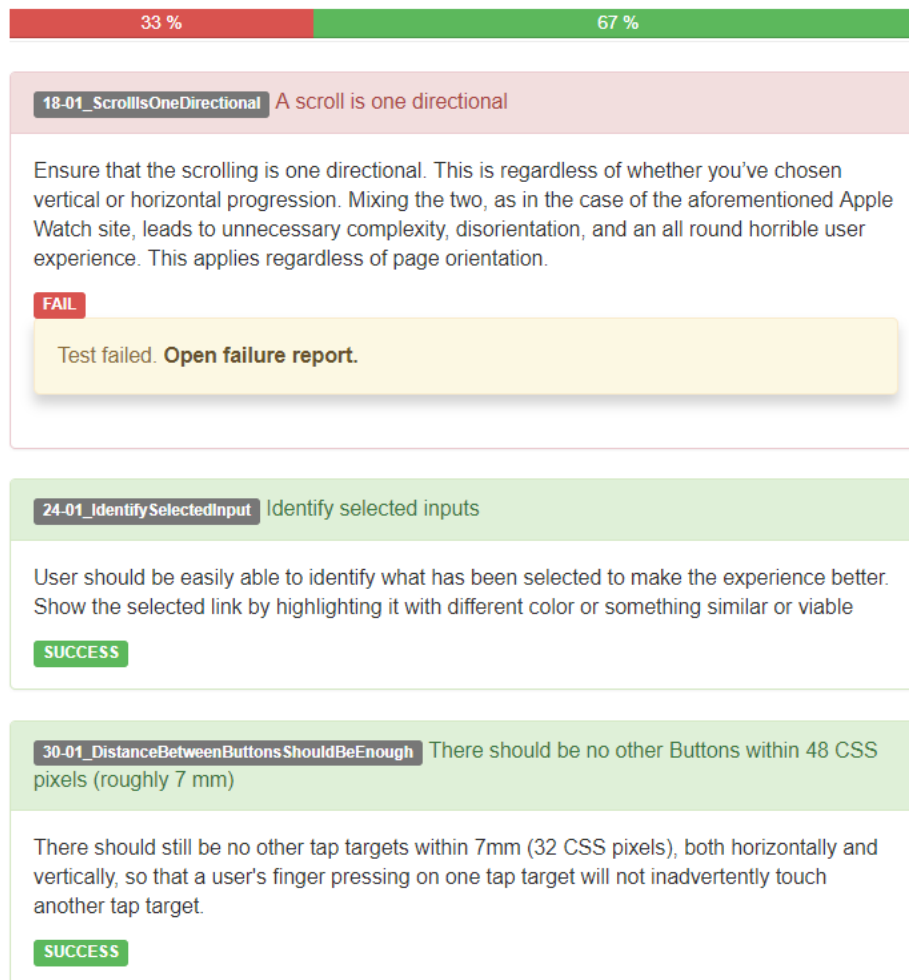 33 % 67 %
18-01_ScrollIsOneDirectional A scroll is one directional
Ensure that the scrolling is one directional. This is regardless of whether you've chosen
vertical or horizontal progression. Mixing the two, as in the case of the aforementioned Apple
Watch site, leads to unnecessary complexity, disorientation, and an all round horrible user
experience. This applies regardless of page orientation.
FAIL
Test failed. Open failure report.
24-01_IdentifySelectedInput Identify selected inputs
User should be easily able to identify what has been selected to make the experience better.
Show the selected link by highlighting it with different color or something similar or viable
SUCCESS
30-01_DistanceBetweenButtonsShouldBeEnough There should be no other Buttons within 48 CSS
pixels (roughly 7 mm)
There should still be no other tap targets within 7mm (32 CSS pixels), both horizontally and
vertically, so that a user's finger pressing on one tap target will not inadvertently touch
another tap target.
SUCCESS